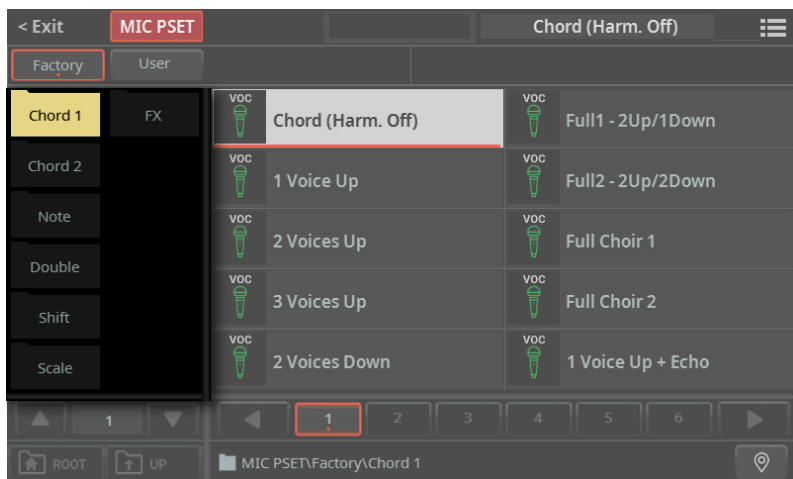 < Exit MIC PSET Chord (Harm. Off)
Factory User
Chord 1 FX
Chord 2
Note
Double
Shift
Scale
VOC Chord (Harm. Off) VOC Full1 - 2Up/1Down
VOC 1 Voice Up VOC Full2 - 2Up/2Down
VOC 2 Voices Up VOC Full Choir 1
VOC 3 Voices Up VOC Full Choir 2
VOC 2 Voices Down VOC 1 Voice Up + Echo
1 1 2 3 4 5 6
ROOT UP MIC PSET\Factory\Chord 1